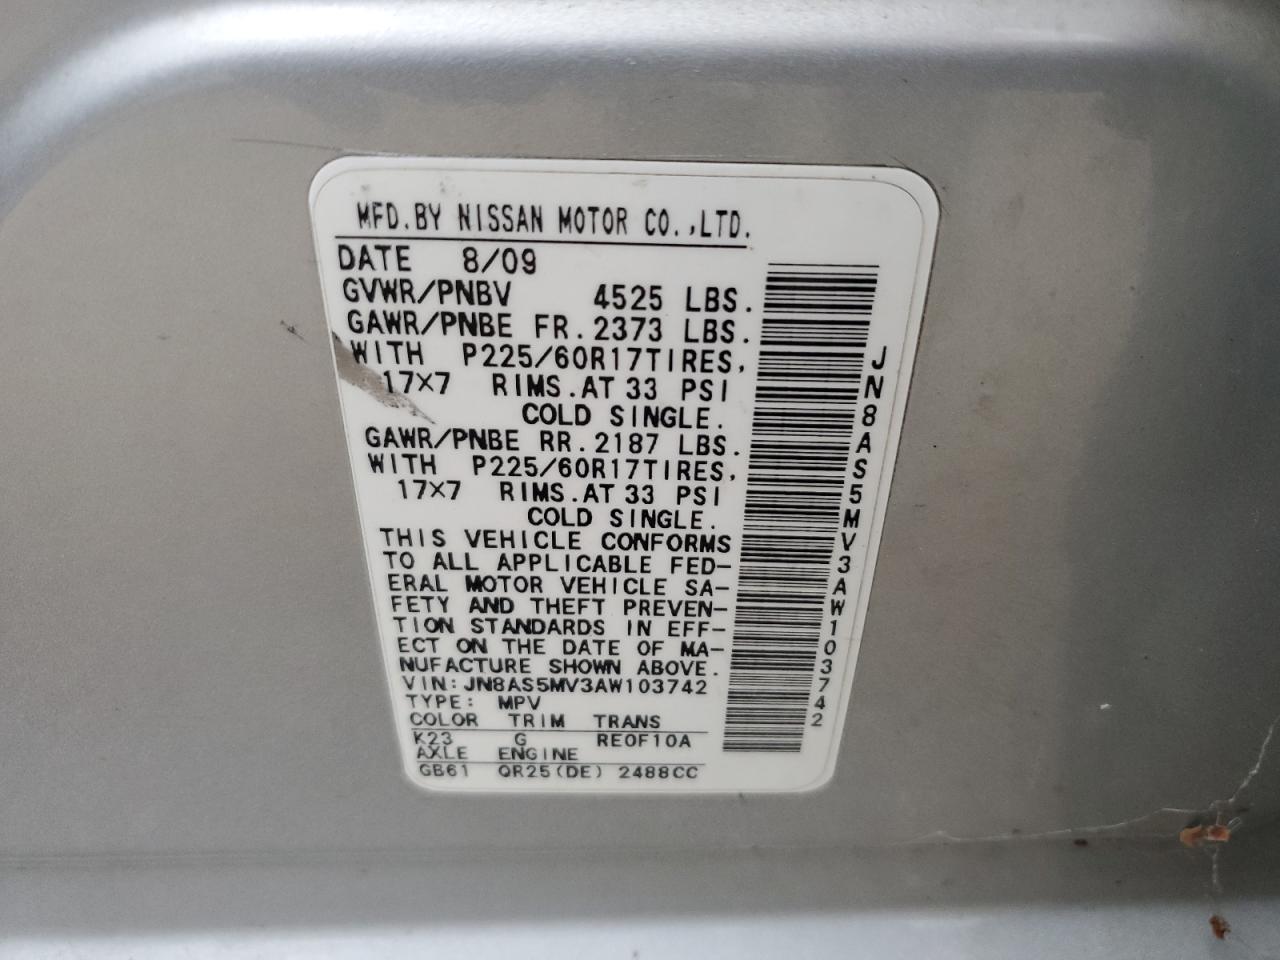 MFD.BY NISSAN MOTOR CO.,LTD.
DATE 8/09
GVWR/PNBV 4525 LBS.
GAWR/PNBE FR.2373 LBS.
WITH P225/60R17TIRES,
17×7 RIMS.AT 33 PSI
COLD SINGLE.
GAWR/PNBE RR.2187 LBS.
WITH P225/60R17TIRES,
17×7 RIMS.AT 33 PSI
COLD SINGLE.
THIS VEHICLE CONFORMS
TO ALL APPLICABLE FED-
ERAL MOTOR VEHICLE SA-
FETY AND THEFT PREVEN-
TION STANDARDS IN EFF-
ECT ON THE DATE OF MA-
NUFACTURE SHOWN ABOVE.
VIN:JN8AS5MV3AW103742
TYPE: MPV
COLOR TRIM TRANS
K23 G RE0F10A
AXLE ENGINE
GB61 QR25(DE) 2488CC
JN8AS5MV3AW103742